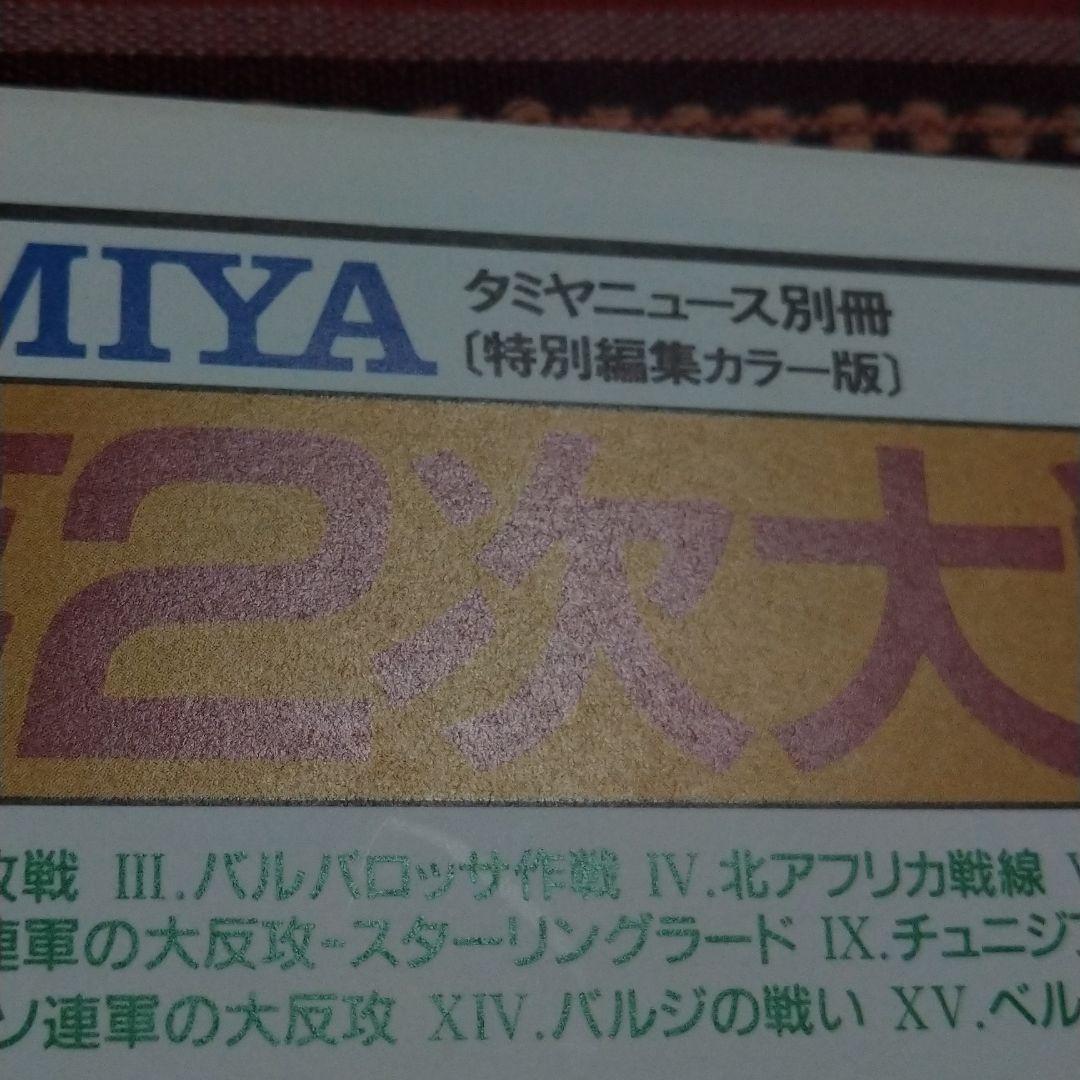 MIYA
タミヤニュース別冊
〔特別編集カラー版〕
2次大
攻戦 III.バルバロッサ作戦 IV.北アフリカ戦線
連軍の大反攻-スターリングラード IX.チュニジ
ソ連軍の大反攻 XIV.バルジの戦い XV.ベル